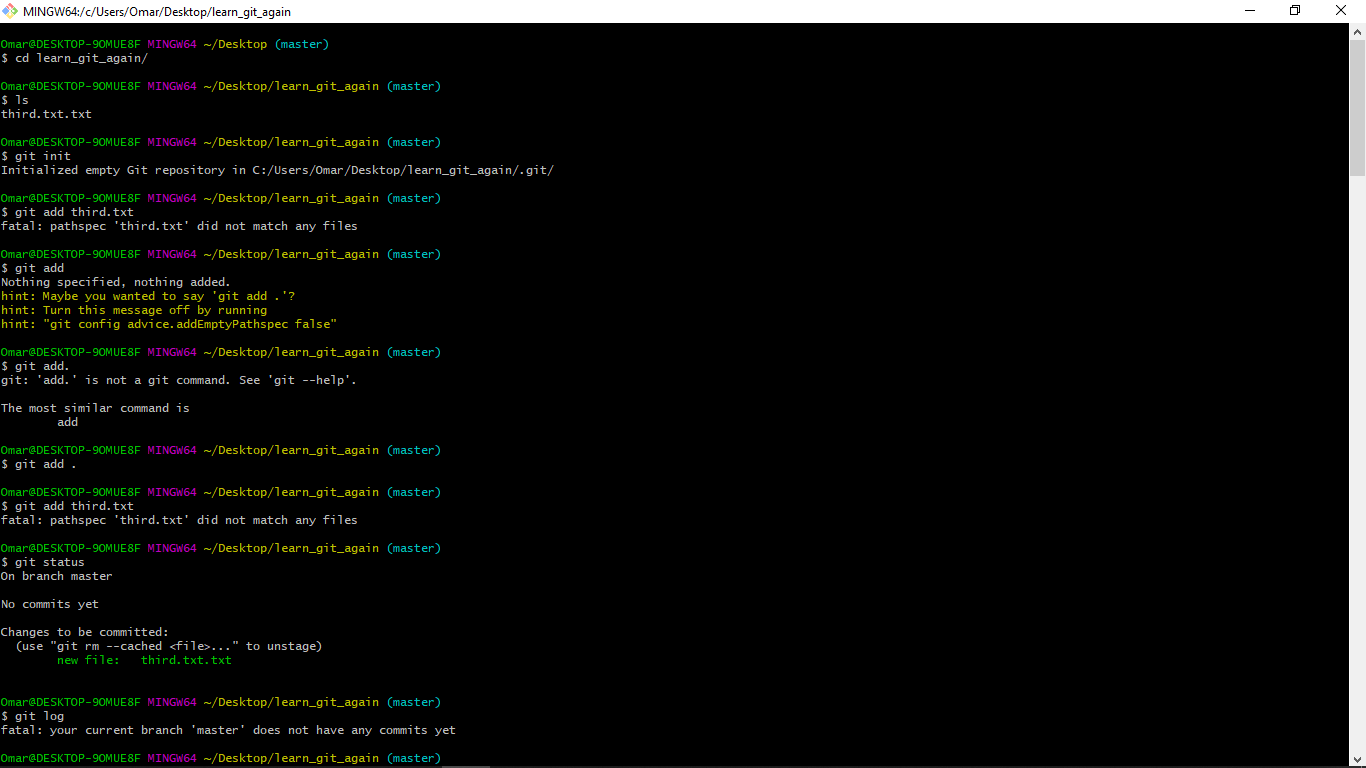 MINGW64:/c/Users/Omar/Desktop/learn_git_again
Omar@DESKTOP-9OMUE8F MINGW64 ~/Desktop (master)
$ cd learn_git_again/
Omar@DESKTOP-9OMUE8F MINGW64 ~/Desktop/learn_git_again (master)
$ ls
third.txt.txt
Omar@DESKTOP-9OMUE8F MINGW64 ~/Desktop/learn_git_again (master)
$ git init
Initialized empty Git repository in C:/Users/Omar/Desktop/learn_git_again/.git/
Omar@DESKTOP-9OMUE8F MINGW64 ~/Desktop/learn_git_again (master)
$ git add third.txt
fatal: pathspec 'third.txt' did not match any files
Omar@DESKTOP-9OMUE8F MINGW64 ~/Desktop/learn_git_again (master)
$ git add
Nothing specified, nothing added.
hint: Maybe you wanted to say 'git add .'?
hint: Turn this message off by running
hint: "git config advice.addEmptyPathspec false"
Omar@DESKTOP-9OMUE8F MINGW64 ~/Desktop/learn_git_again (master)
$ git add.
git: 'add.' is not a git command. See 'git --help'.
The most similar command is
add
Omar@DESKTOP-9OMUE8F MINGW64 ~/Desktop/learn_git_again (master)
$ git add .
Omar@DESKTOP-9OMUE8F MINGW64 ~/Desktop/learn_git_again (master)
$ git add third.txt
fatal: pathspec 'third.txt' did not match any files
Omar@DESKTOP-9OMUE8F MINGW64 ~/Desktop/learn_git_again (master)
$ git status
On branch master
No commits yet
Changes to be committed:
(use "git rm --cached <file>..." to unstage)
new file:   third.txt.txt
Omar@DESKTOP-9OMUE8F MINGW64 ~/Desktop/learn_git_again (master)
$ git log
fatal: your current branch 'master' does not have any commits yet
Omar@DESKTOP-9OMUE8F MINGW64 ~/Desktop/learn_git_again (master)